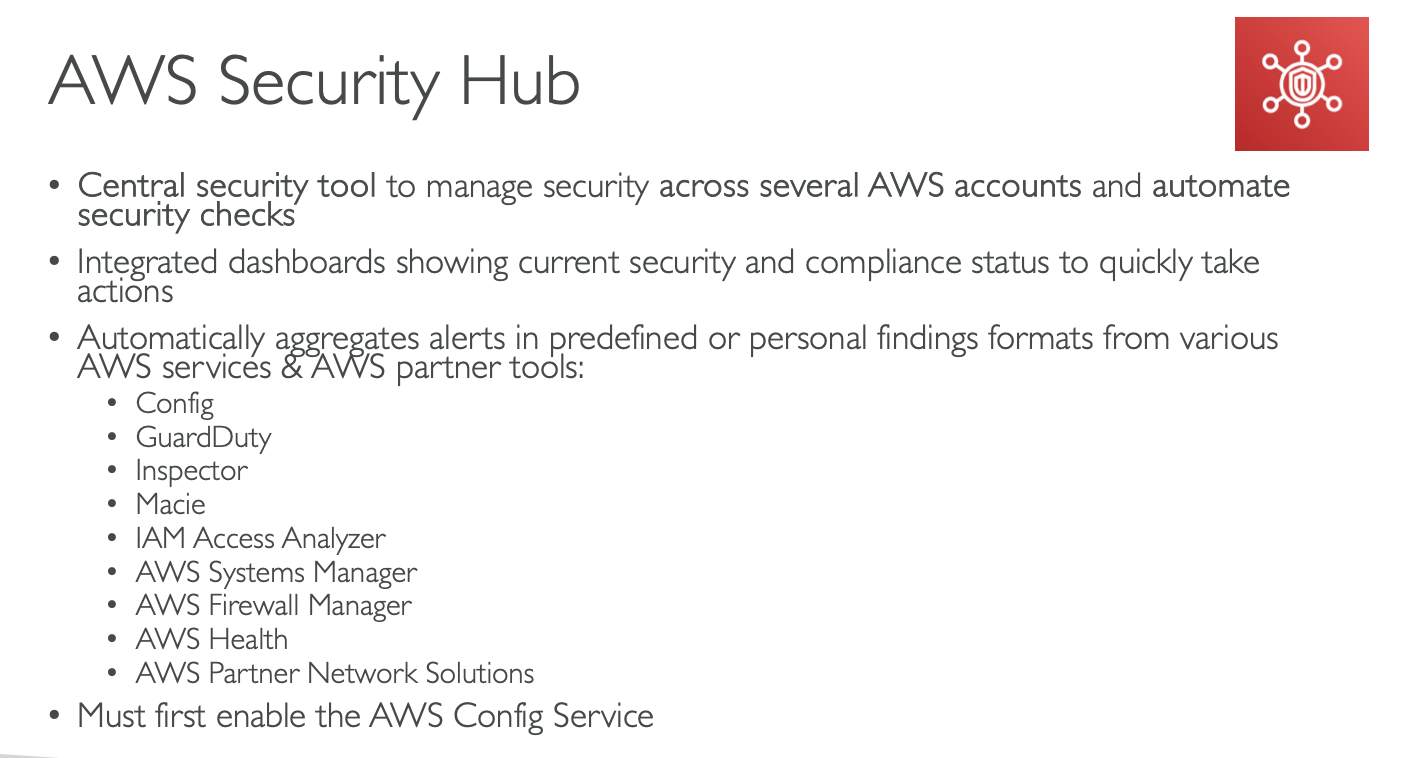 AWS Security Hub
• Central security tool to manage security across several AWS accounts and automate
security checks
• Integrated dashboards showing current security and compliance status to quickly take
actions
• Automatically aggregates alerts in predefined or personal findings formats from various
AWS services & AWS partner tools:
• Config
• GuardDuty
• Inspector
• Macie
• IAM Access Analyzer
• AWS Systems Manager
• AWS Firewall Manager
• AWS Health
• AWS Partner Network Solutions
• Must first enable the AWS Config Service